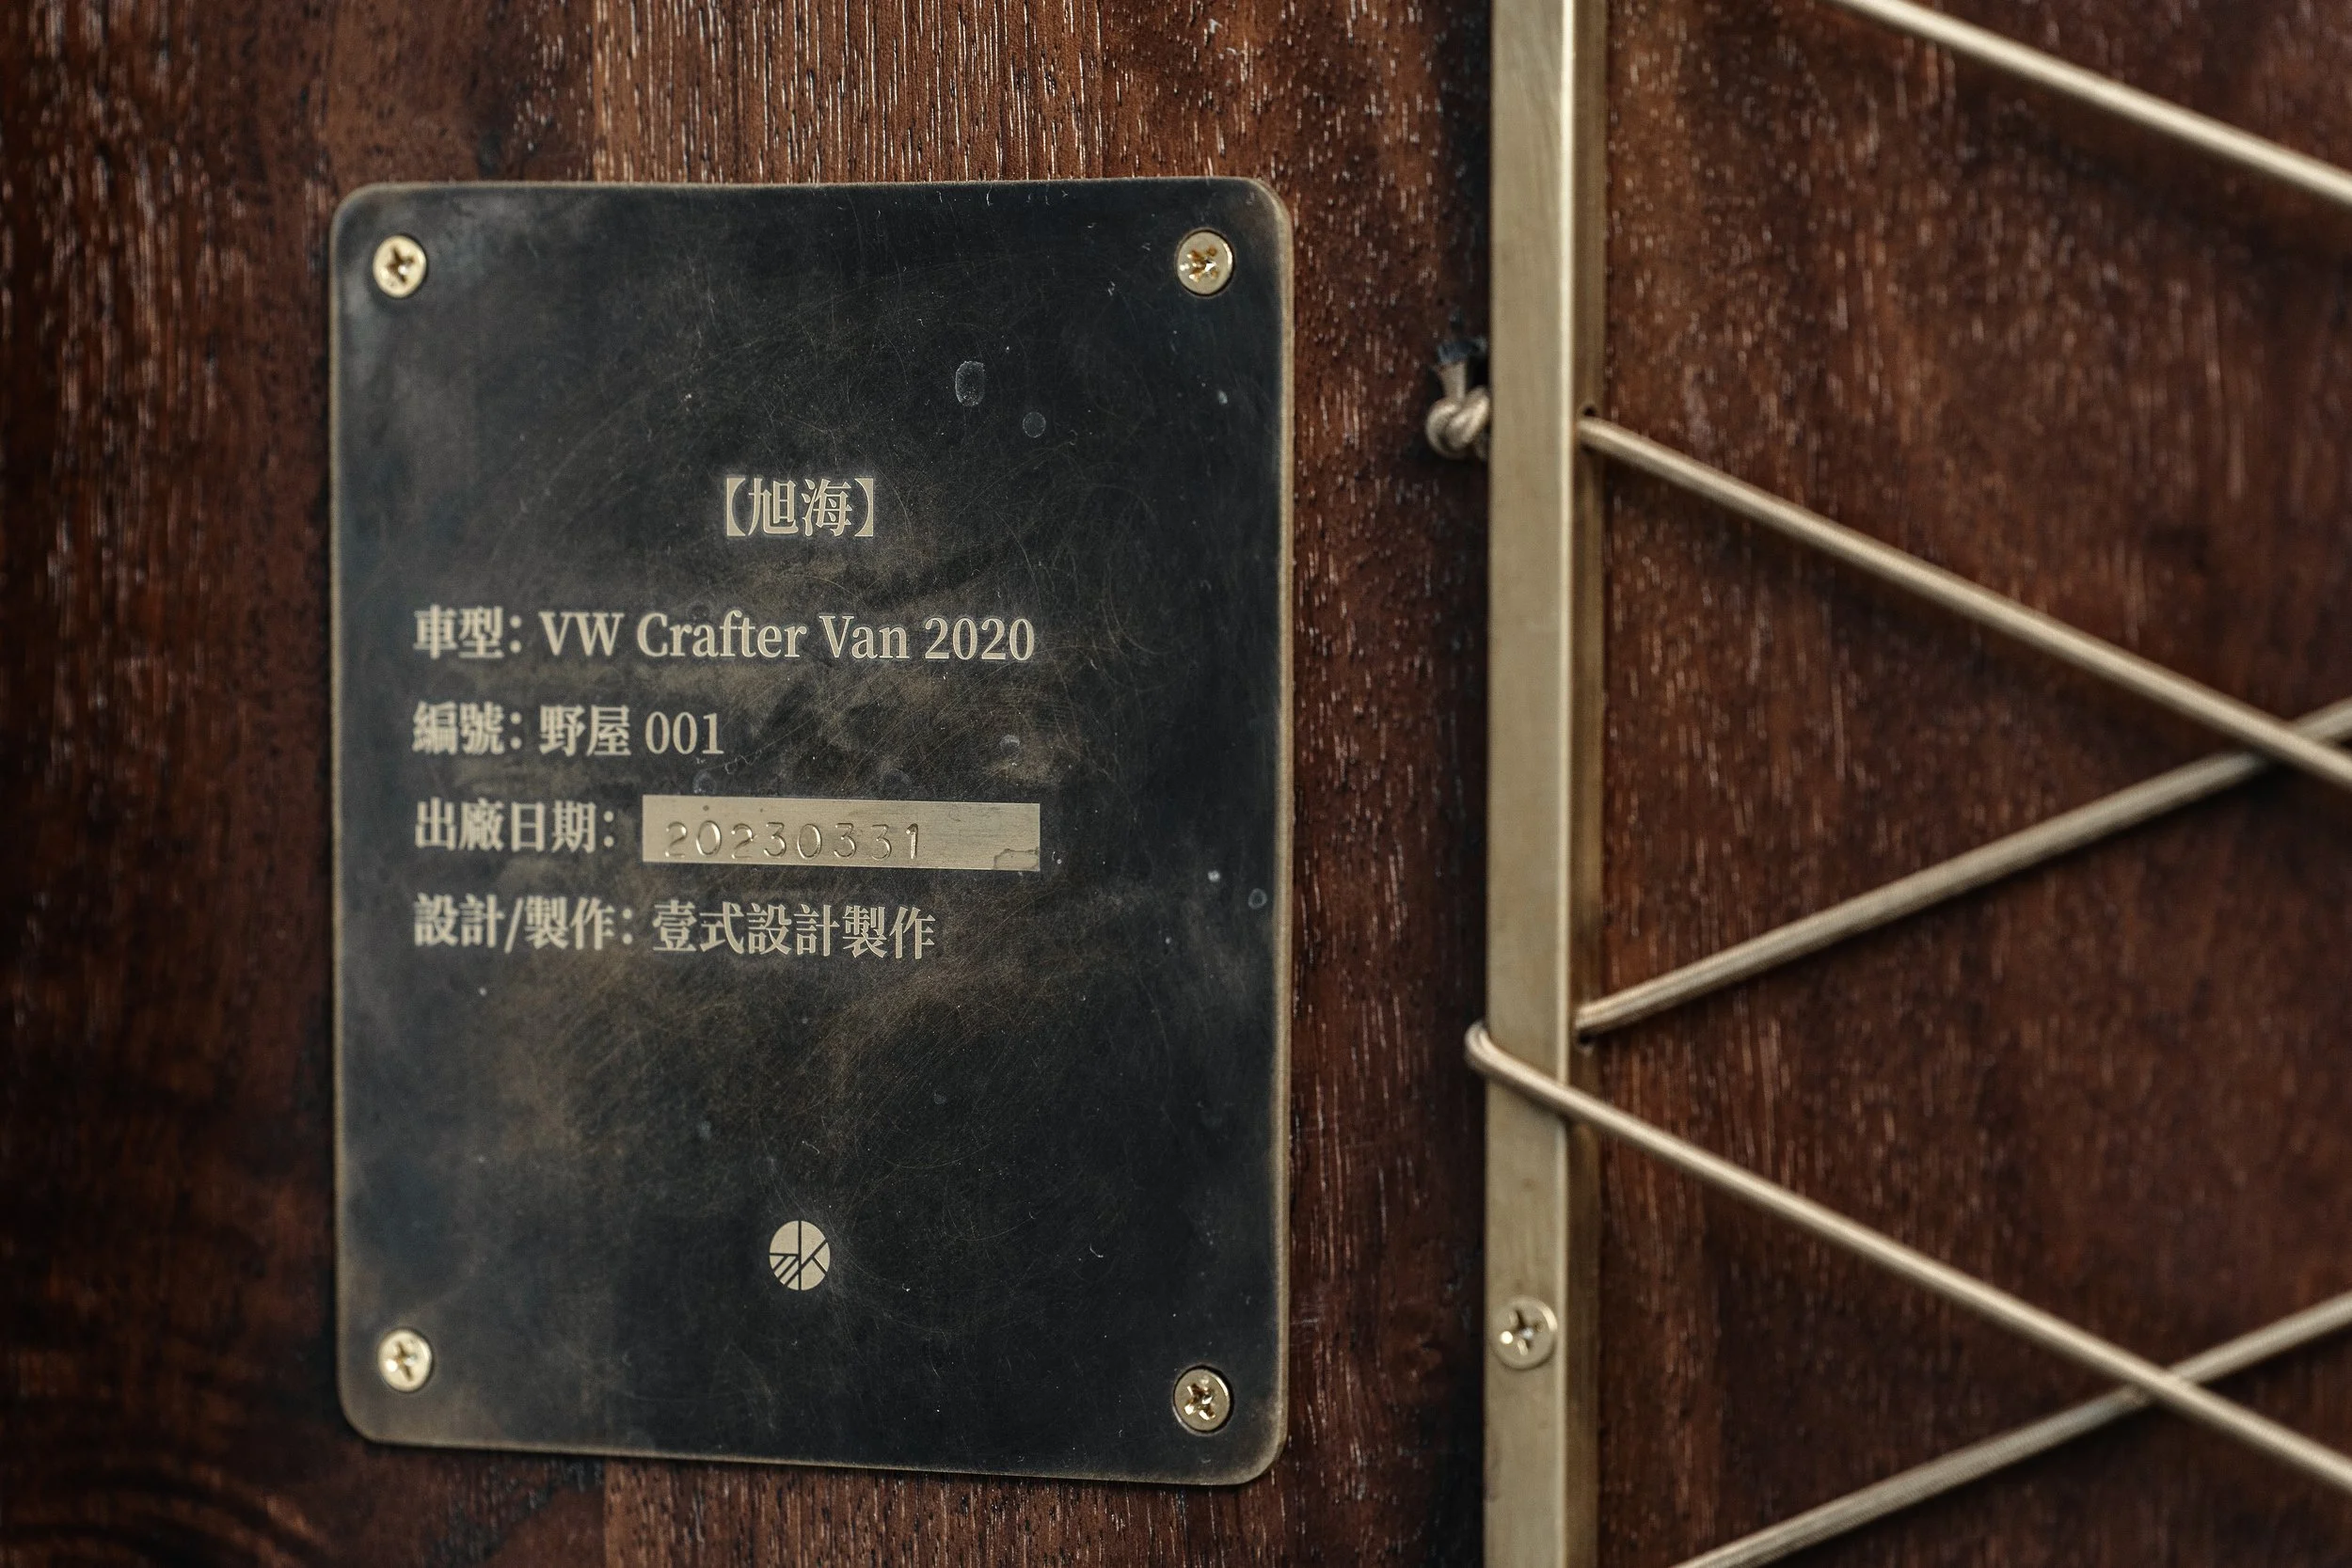 【旭海】
車型：VW Crafter Van 2020
編號：野屋 001
出廠日期：20230331
設計/製作：壹式設計製作